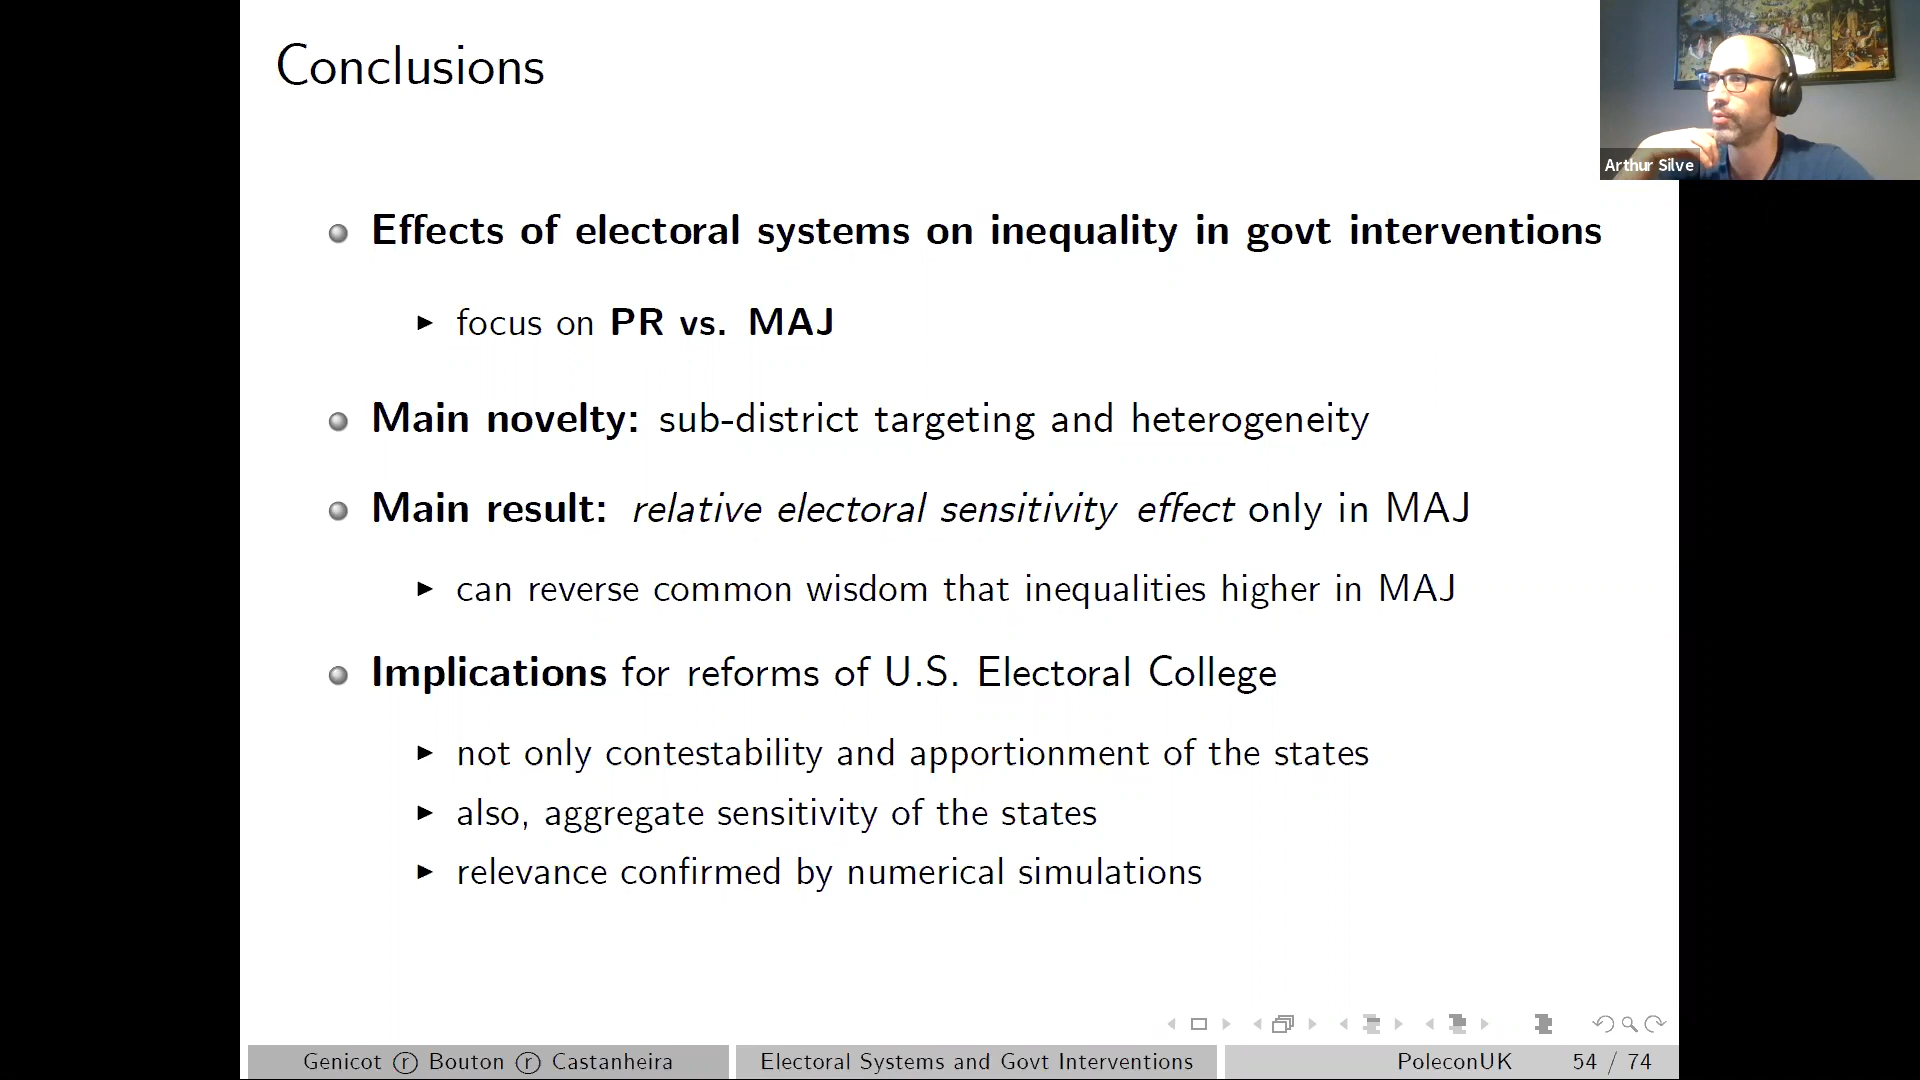 Conclusions
Arthur Silve
Effects of electoral systems on inequality in govt interventions
focus on PR vs. MAJ
Main novelty: sub-district targeting and heterogeneity
Main result: relative electoral sensitivity effect only in MAJ
can reverse common wisdom that inequalities higher in MAJ
Implications for reforms of U.S. Electoral College
not only contestability and apportionment of the states
also, aggregate sensitivity of the states
relevance confirmed by numerical simulations
Genicot ⓡ Bouton ⓡ Castanheira
Electoral Systems and Govt Interventions
PoleconUK 54 / 74